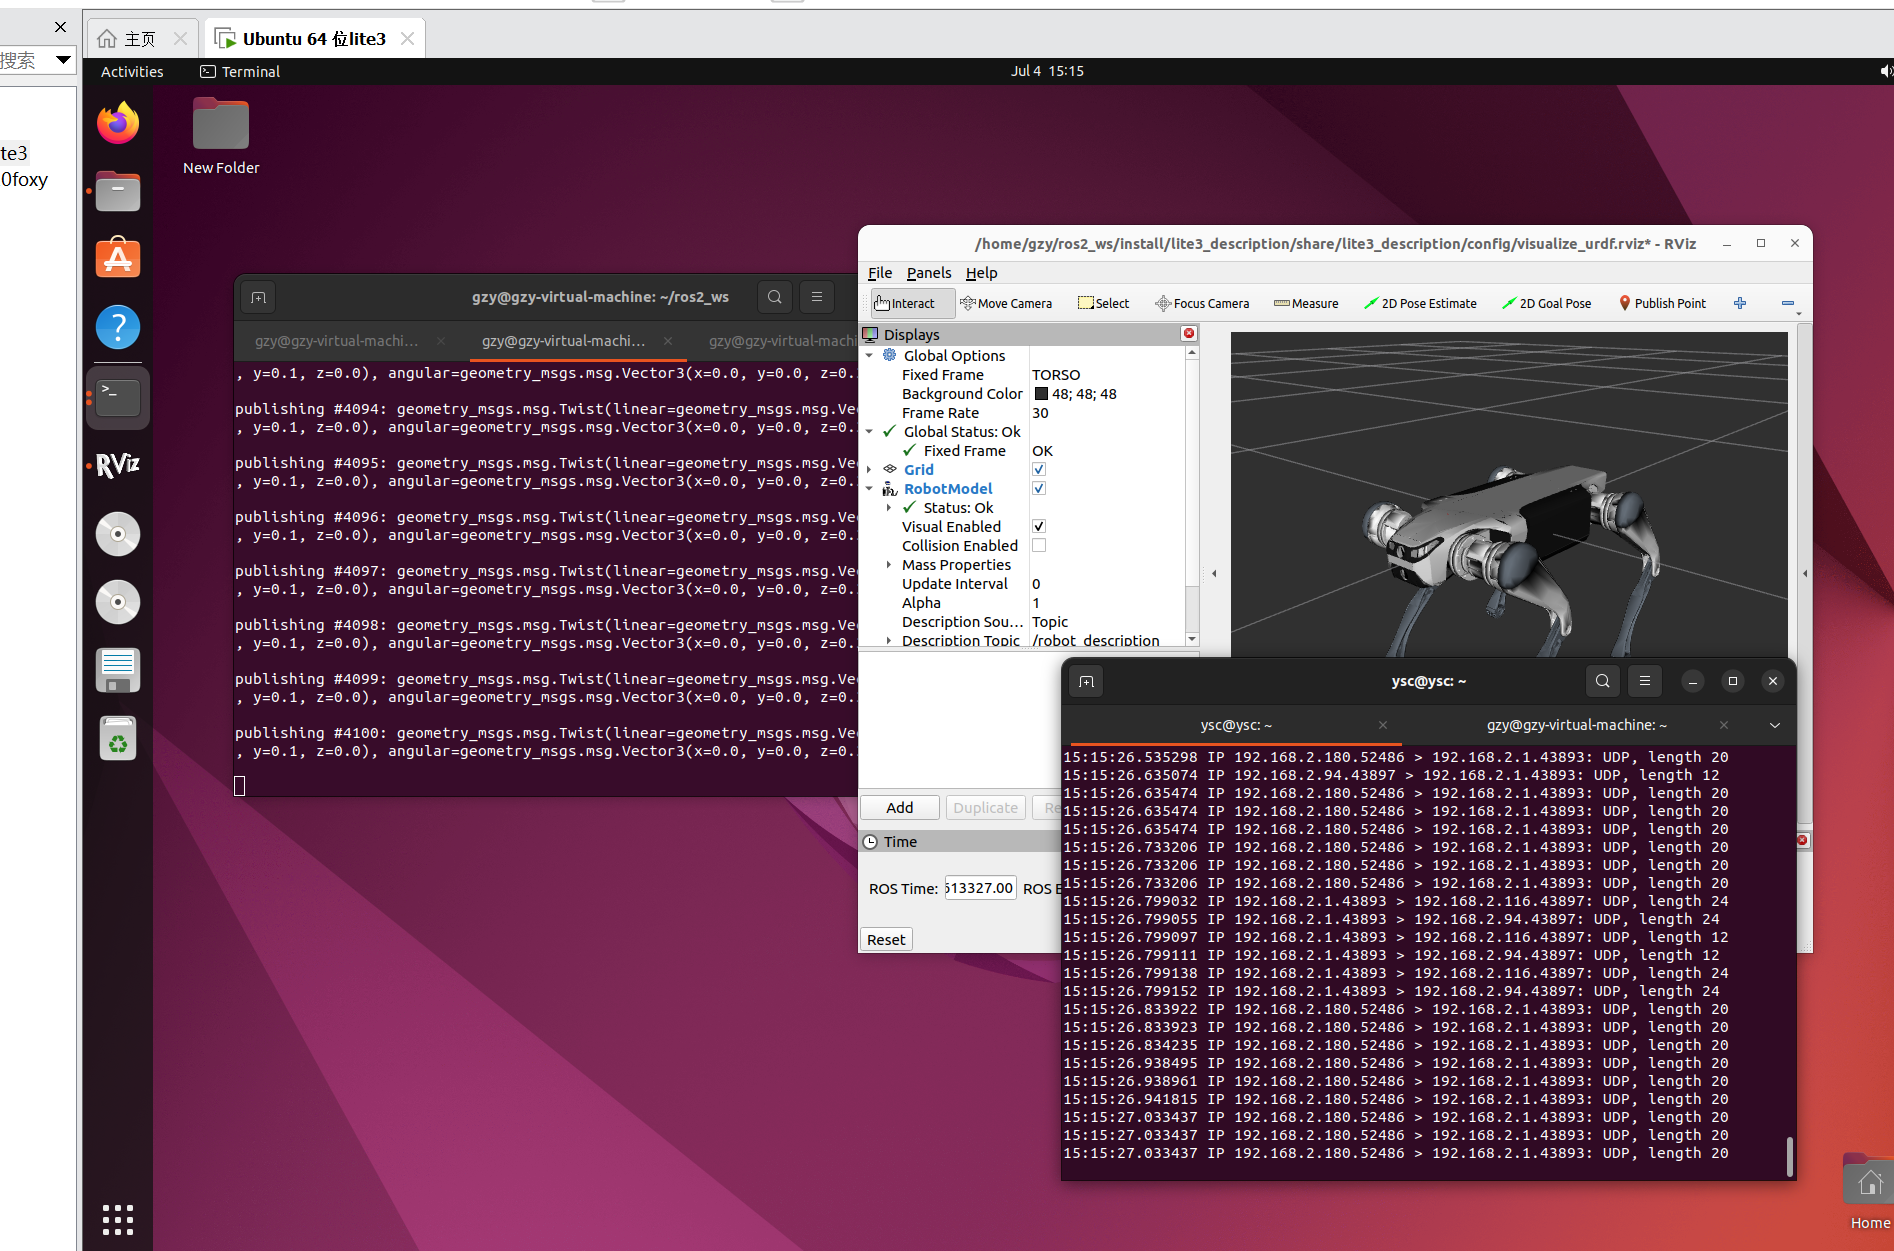 主页
Ubuntu 64 位lite3
搜索
Activities
Terminal
Jul 4 15:15
te3
0foxy
New Folder
gzy@gzy-virtual-machine: ~/ros2_ws
gzy@gzy-virtual-machi...
gzy@gzy-virtual-machi...
gzy@gzy-virtual-machi
, y=0.1, z=0.0), angular=geometry_msgs.msg.Vector3(x=0.0, y=0.0, z=0.
publishing #4094: geometry_msgs.msg.Twist(linear=geometry_msgs.msg.Ve
, y=0.1, z=0.0), angular=geometry_msgs.msg.Vector3(x=0.0, y=0.0, z=0.
publishing #4095: geometry_msgs.msg.Twist(linear=geometry_msgs.msg.Ve
, y=0.1, z=0.0), angular=geometry_msgs.msg.Vector3(x=0.0, y=0.0, z=0.
publishing #4096: geometry_msgs.msg.Twist(linear=geometry_msgs.msg.Ve
, y=0.1, z=0.0), angular=geometry_msgs.msg.Vector3(x=0.0, y=0.0, z=0.
publishing #4097: geometry_msgs.msg.Twist(linear=geometry_msgs.msg.Ve
, y=0.1, z=0.0), angular=geometry_msgs.msg.Vector3(x=0.0, y=0.0, z=0.
publishing #4098: geometry_msgs.msg.Twist(linear=geometry_msgs.msg.Ve
, y=0.1, z=0.0), angular=geometry_msgs.msg.Vector3(x=0.0, y=0.0, z=0.
publishing #4099: geometry_msgs.msg.Twist(linear=geometry_msgs.msg.Ve
, y=0.1, z=0.0), angular=geometry_msgs.msg.Vector3(x=0.0, y=0.0, z=0.
publishing #4100: geometry_msgs.msg.Twist(linear=geometry_msgs.msg.Ve
, y=0.1, z=0.0), angular=geometry_msgs.msg.Vector3(x=0.0, y=0.0, z=0.
RViz
/home/gzy/ros2_ws/install/lite3_description/share/lite3_description/config/visualize_urdf.rviz* - RViz
File Panels Help
Interact Move Camera Select Focus Camera Measure 2D Pose Estimate 2D Goal Pose Publish Point
Displays
Global Options
Fixed Frame TORSO
Background Color 48; 48; 48
Frame Rate 30
Global Status: Ok
Fixed Frame OK
Grid
RobotModel
Status: Ok
Visual Enabled
Collision Enabled
Mass Properties
Update Interval 0
Alpha 1
Description Sou... Topic
Description Topic /robot_description
Add Duplicate Re
Time
ROS Time: 513327.00 ROS E
Reset
ysc@ysc: ~
ysc@ysc: ~
gzy@gzy-virtual-machine: ~
15:15:26.535298 IP 192.168.2.180.52486 > 192.168.2.1.43893: UDP, length 20
15:15:26.635074 IP 192.168.2.94.43897 > 192.168.2.1.43893: UDP, length 12
15:15:26.635474 IP 192.168.2.180.52486 > 192.168.2.1.43893: UDP, length 20
15:15:26.635474 IP 192.168.2.180.52486 > 192.168.2.1.43893: UDP, length 20
15:15:26.635474 IP 192.168.2.180.52486 > 192.168.2.1.43893: UDP, length 20
15:15:26.733206 IP 192.168.2.180.52486 > 192.168.2.1.43893: UDP, length 20
15:15:26.733206 IP 192.168.2.180.52486 > 192.168.2.1.43893: UDP, length 20
15:15:26.733206 IP 192.168.2.180.52486 > 192.168.2.1.43893: UDP, length 20
15:15:26.799032 IP 192.168.2.1.43893 > 192.168.2.116.43897: UDP, length 24
15:15:26.799055 IP 192.168.2.1.43893 > 192.168.2.94.43897: UDP, length 24
15:15:26.799097 IP 192.168.2.1.43893 > 192.168.2.116.43897: UDP, length 12
15:15:26.799111 IP 192.168.2.1.43893 > 192.168.2.94.43897: UDP, length 12
15:15:26.799138 IP 192.168.2.1.43893 > 192.168.2.116.43897: UDP, length 24
15:15:26.799152 IP 192.168.2.1.43893 > 192.168.2.94.43897: UDP, length 24
15:15:26.833922 IP 192.168.2.180.52486 > 192.168.2.1.43893: UDP, length 20
15:15:26.833923 IP 192.168.2.180.52486 > 192.168.2.1.43893: UDP, length 20
15:15:26.834235 IP 192.168.2.180.52486 > 192.168.2.1.43893: UDP, length 20
15:15:26.938495 IP 192.168.2.180.52486 > 192.168.2.1.43893: UDP, length 20
15:15:26.938961 IP 192.168.2.180.52486 > 192.168.2.1.43893: UDP, length 20
15:15:26.941815 IP 192.168.2.180.52486 > 192.168.2.1.43893: UDP, length 20
15:15:27.033437 IP 192.168.2.180.52486 > 192.168.2.1.43893: UDP, length 20
15:15:27.033437 IP 192.168.2.180.52486 > 192.168.2.1.43893: UDP, length 20
15:15:27.033437 IP 192.168.2.180.52486 > 192.168.2.1.43893: UDP, length 20
Home